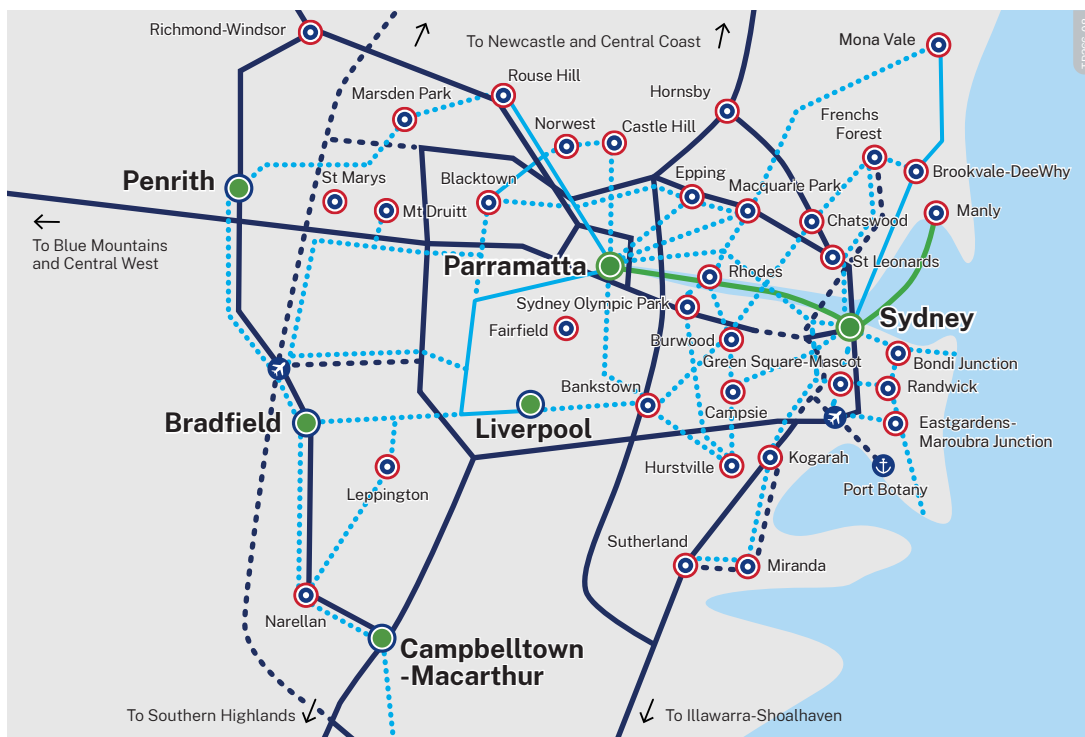 Richmond-Windsor
To Newcastle and Central Coast
Mona Vale
Rouse Hill
Marsden Park
Hornsby
Frenchs
Forest
Norwest
Castle Hill
Penrith
St Marys
Blacktown
Epping
Macquarie Park
Brookvale-DeeWhy
Mt Druitt
Chatswood
Manly
To Blue Mountains
and Central West
Parramatta
Rhodes
St Leonards
Sydney Olympic Park
Sydney
Fairfield
Burwood
Green Square-Mascot
Bondi Junction
Bankstown
Randwick
Bradfield
Liverpool
Campsie
Eastgardens-
Maroubra Junction
Leppington
Hurstville
Kogarah
Port Botany
Sutherland
Miranda
Narellan
Campbelltown
-Macarthur
To Southern Highlands
To Illawarra-Shoalhaven